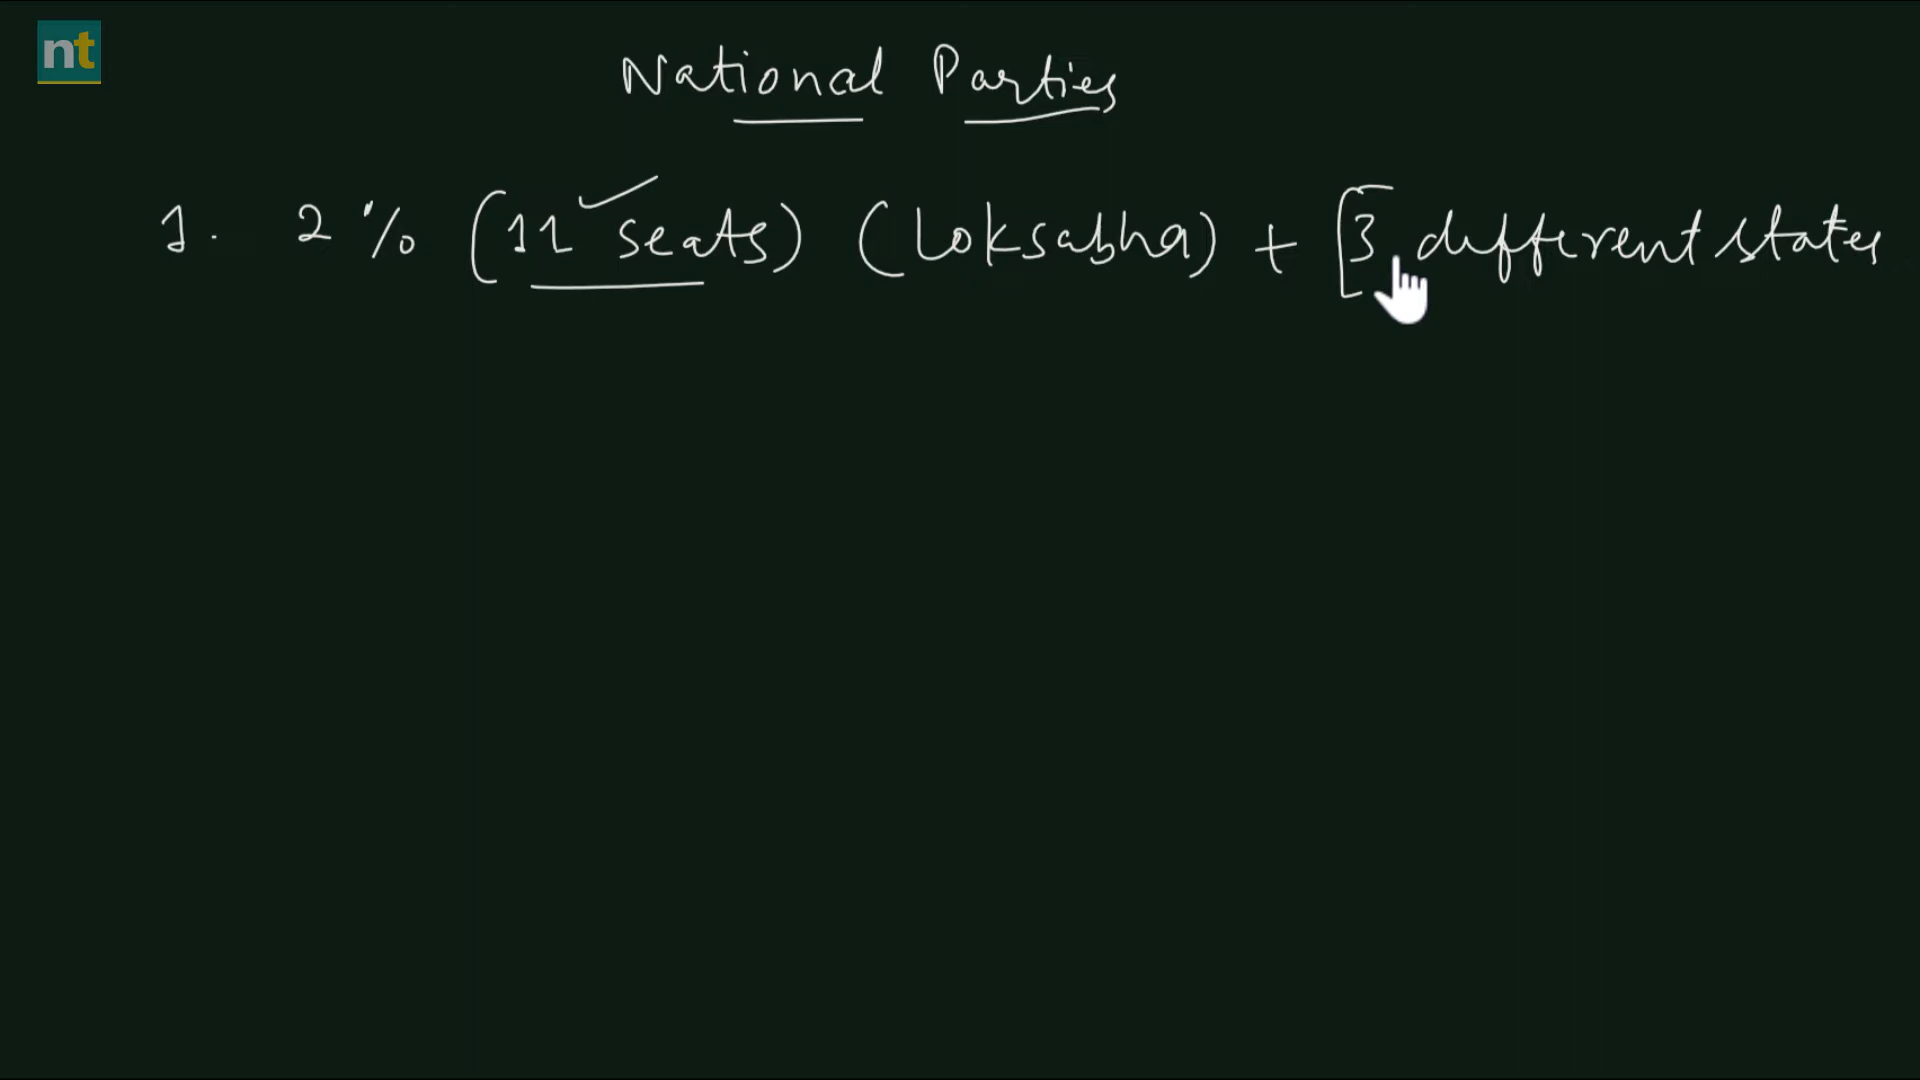 nt
National Parties
1. 2 % (11 seats) (Loksabha) + [3 different states